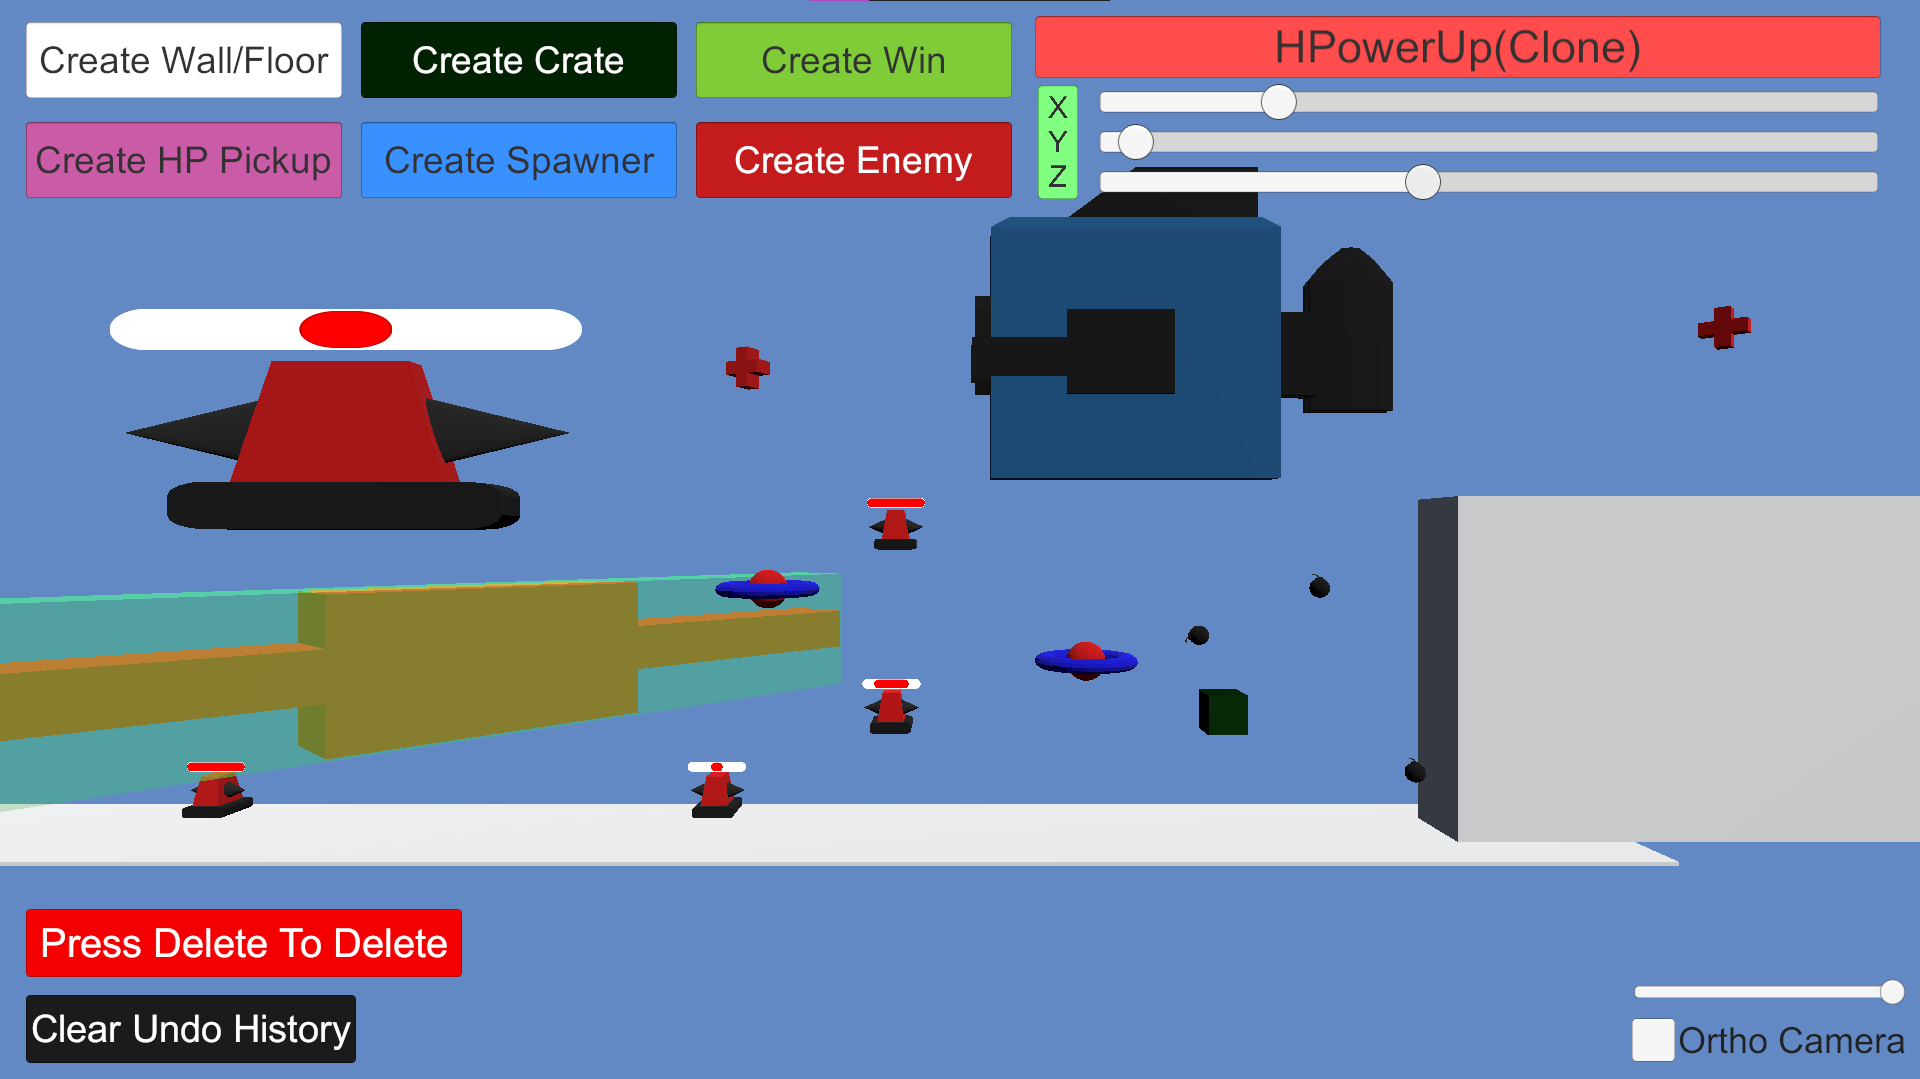 Create Wall/Floor
Create Crate
Create Win
HPowerUp(Clone)
Create HP Pickup
Create Spawner
Create Enemy
X
Y
Z
Press Delete To Delete
Clear Undo History
Ortho Camera